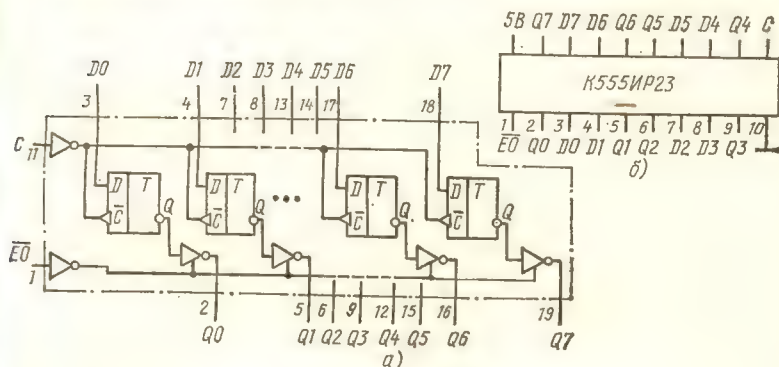 5В Q7 D7 D6 Q6 Q5 D5 D4 Q4 C
К555ИР23
1 2 3 4 5 6 7 8 9 10
E0 Q0 D0 D1 Q1 Q2 D2 D3 Q3
б)
D0 D1 D2 D3 D4 D5 D6 D7
3 4 7 8 13 14 17 18
C 11
D T D T ... D T D T
C Q C Q C Q C Q
E0
1
2 5 6 9 12 15 16 19
Q0 Q1 Q2 Q3 Q4 Q5 Q6 Q7
а)